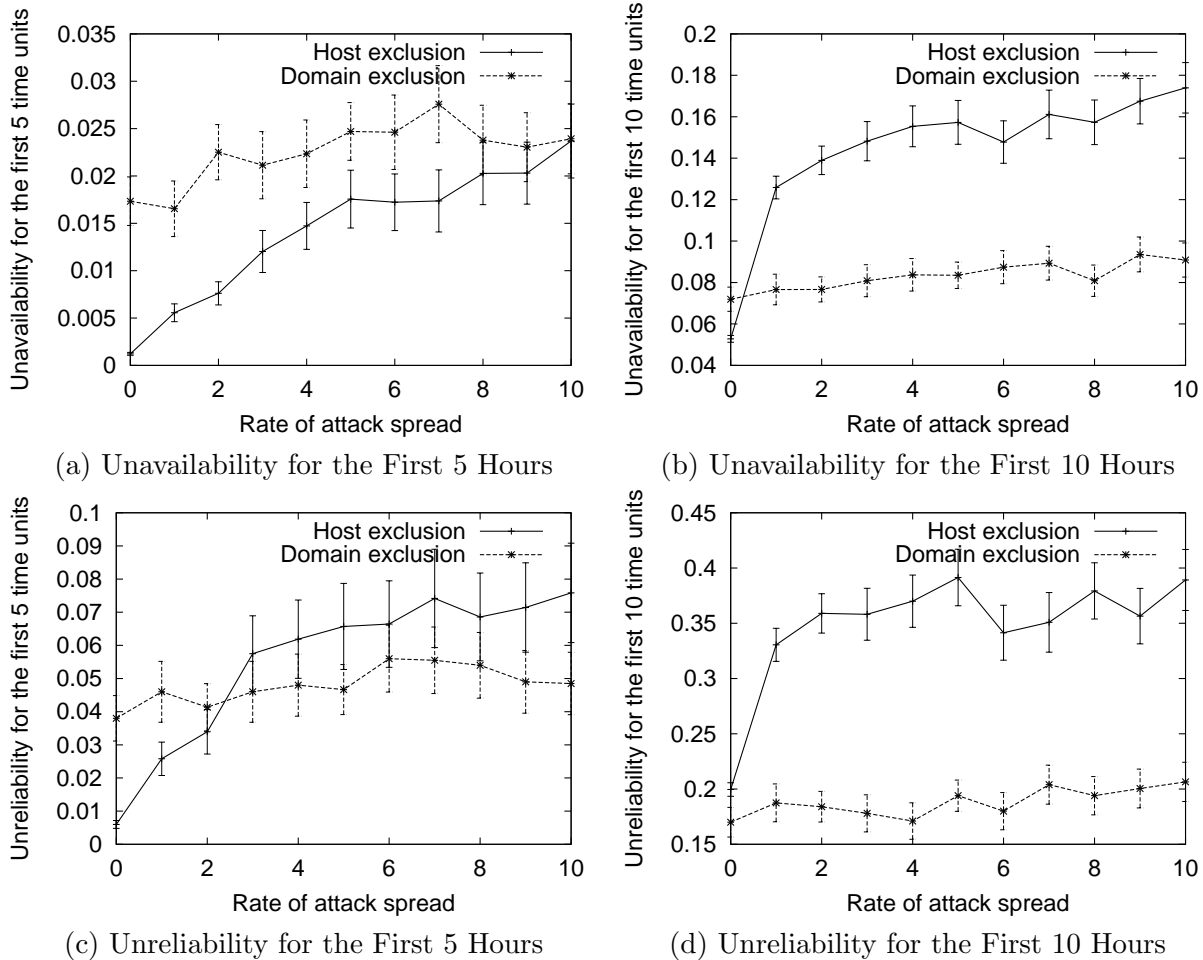 Unavailability for the first 5 time units
0.035
0.03
0.025
0.02
0.015
0.01
0.005
0
Host exclusion
Domain exclusion
0 2 4 6 8 10
Rate of attack spread
(a) Unavailability for the First 5 Hours
Unavailability for the first 10 time units
0.2
0.18
0.16
0.14
0.12
0.1
0.08
0.06
0.04
Host exclusion
Domain exclusion
0 2 4 6 8 10
Rate of attack spread
(b) Unavailability for the First 10 Hours
Unreliability for the first 5 time units
0.1
0.09
0.08
0.07
0.06
0.05
0.04
0.03
0.02
0.01
0
Host exclusion
Domain exclusion
0 2 4 6 8 10
Rate of attack spread
(c) Unreliability for the First 5 Hours
Unreliability for the first 10 time units
0.45
0.4
0.35
0.3
0.25
0.2
0.15
Host exclusion
Domain exclusion
0 2 4 6 8 10
Rate of attack spread
(d) Unreliability for the First 10 Hours